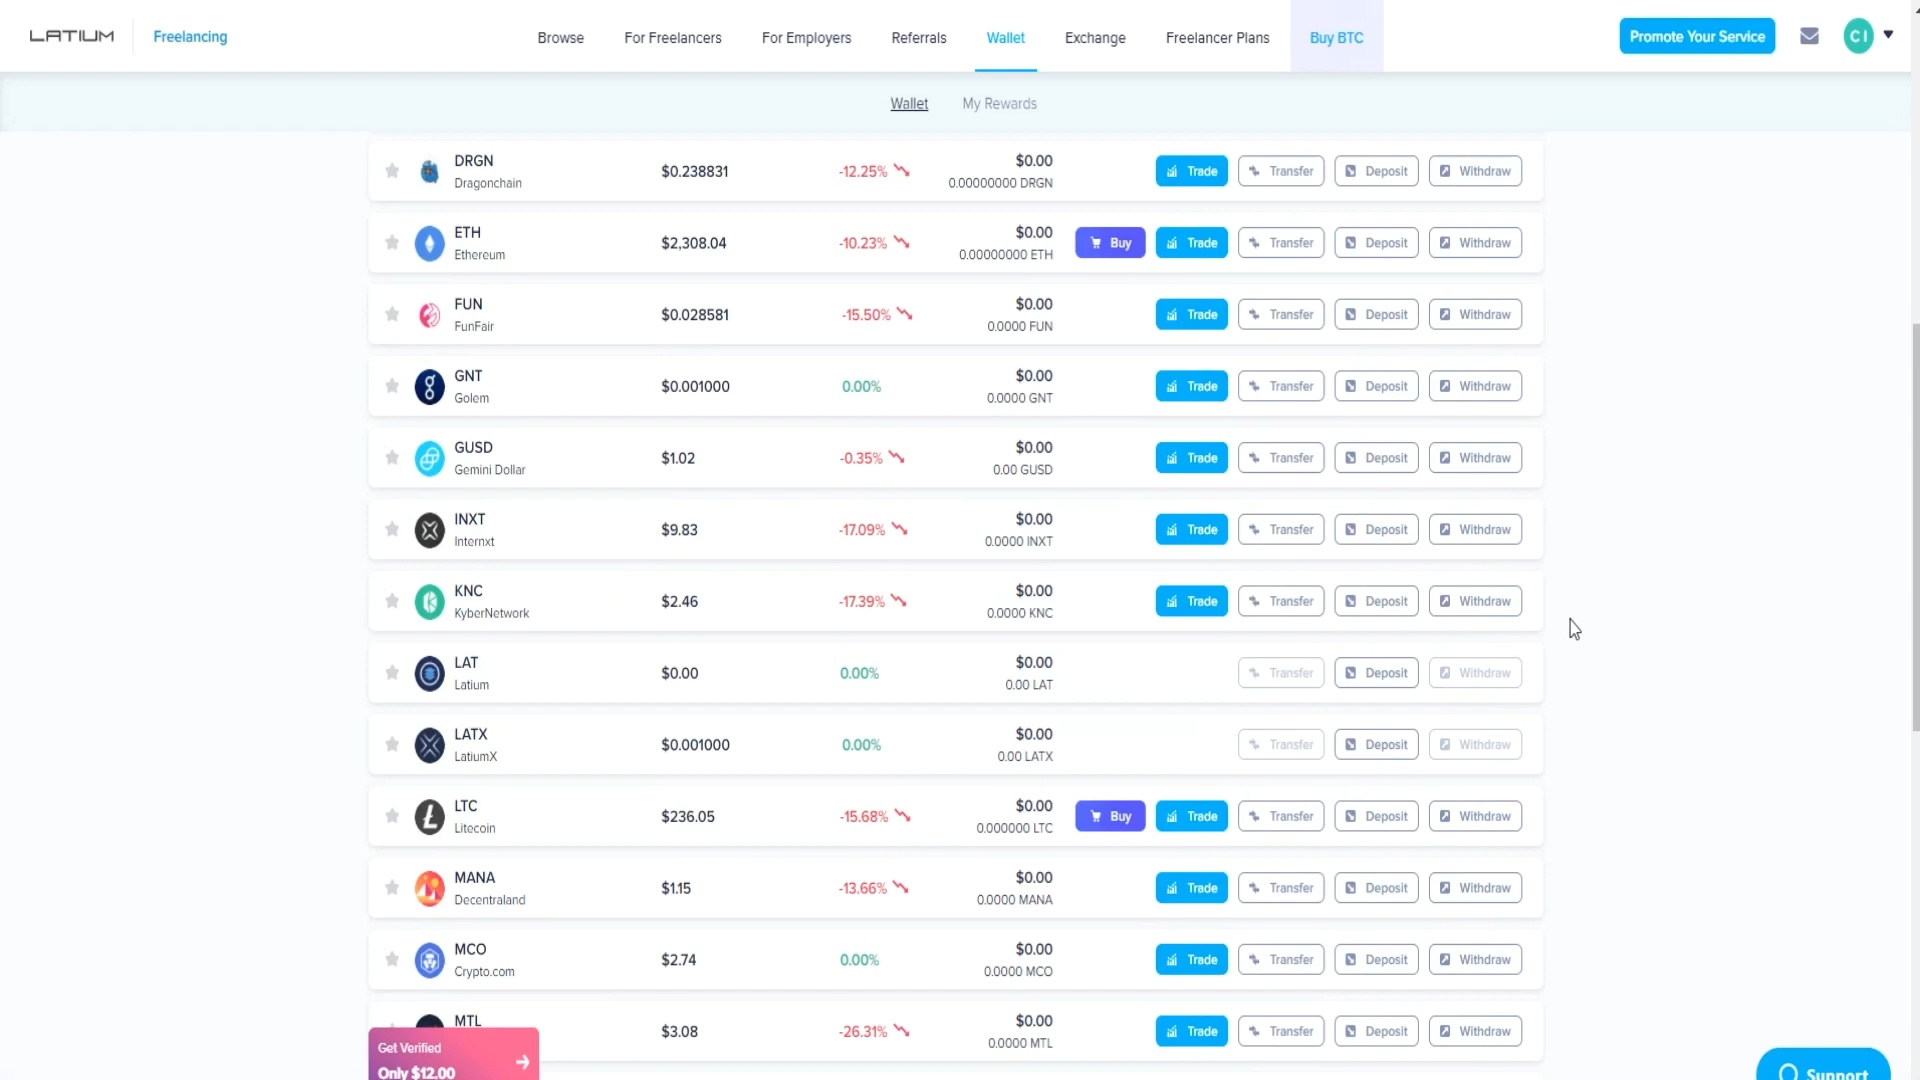 LATIUM
Freelancing
Browse
For Freelancers
For Employers
Referrals
Wallet
Exchange
Freelancer Plans
Buy BTC
Promote Your Service
CI
Wallet
My Rewards
DRGN
Dragonchain
$0.238831
-12.25%
$0.00
0.00000000 DRGN
Trade
Transfer
Deposit
Withdraw
ETH
Ethereum
$2,308.04
-10.23%
$0.00
0.00000000 ETH
Buy
Trade
Transfer
Deposit
Withdraw
FUN
FunFair
$0.028581
-15.50%
$0.00
0.0000 FUN
Trade
Transfer
Deposit
Withdraw
GNT
Golem
$0.001000
0.00%
$0.00
0.0000 GNT
Trade
Transfer
Deposit
Withdraw
GUSD
Gemini Dollar
$1.02
-0.35%
$0.00
0.00 GUSD
Trade
Transfer
Deposit
Withdraw
INXT
Internxt
$9.83
-17.09%
$0.00
0.0000 INXT
Trade
Transfer
Deposit
Withdraw
KNC
KyberNetwork
$2.46
-17.39%
$0.00
0.0000 KNC
Trade
Transfer
Deposit
Withdraw
LAT
Latium
$0.00
0.00%
$0.00
0.00 LAT
Transfer
Deposit
Withdraw
LATX
LatiumX
$0.001000
0.00%
$0.00
0.00 LATX
Transfer
Deposit
Withdraw
LTC
Litecoin
$236.05
-15.68%
$0.00
0.000000 LTC
Buy
Trade
Transfer
Deposit
Withdraw
MANA
Decentraland
$1.15
-13.66%
$0.00
0.0000 MANA
Trade
Transfer
Deposit
Withdraw
MCO
Crypto.com
$2.74
0.00%
$0.00
0.0000 MCO
Trade
Transfer
Deposit
Withdraw
MTL
$3.08
-26.31%
$0.00
0.0000 MTL
Trade
Transfer
Deposit
Withdraw
Get Verified
Only $12.00
Support